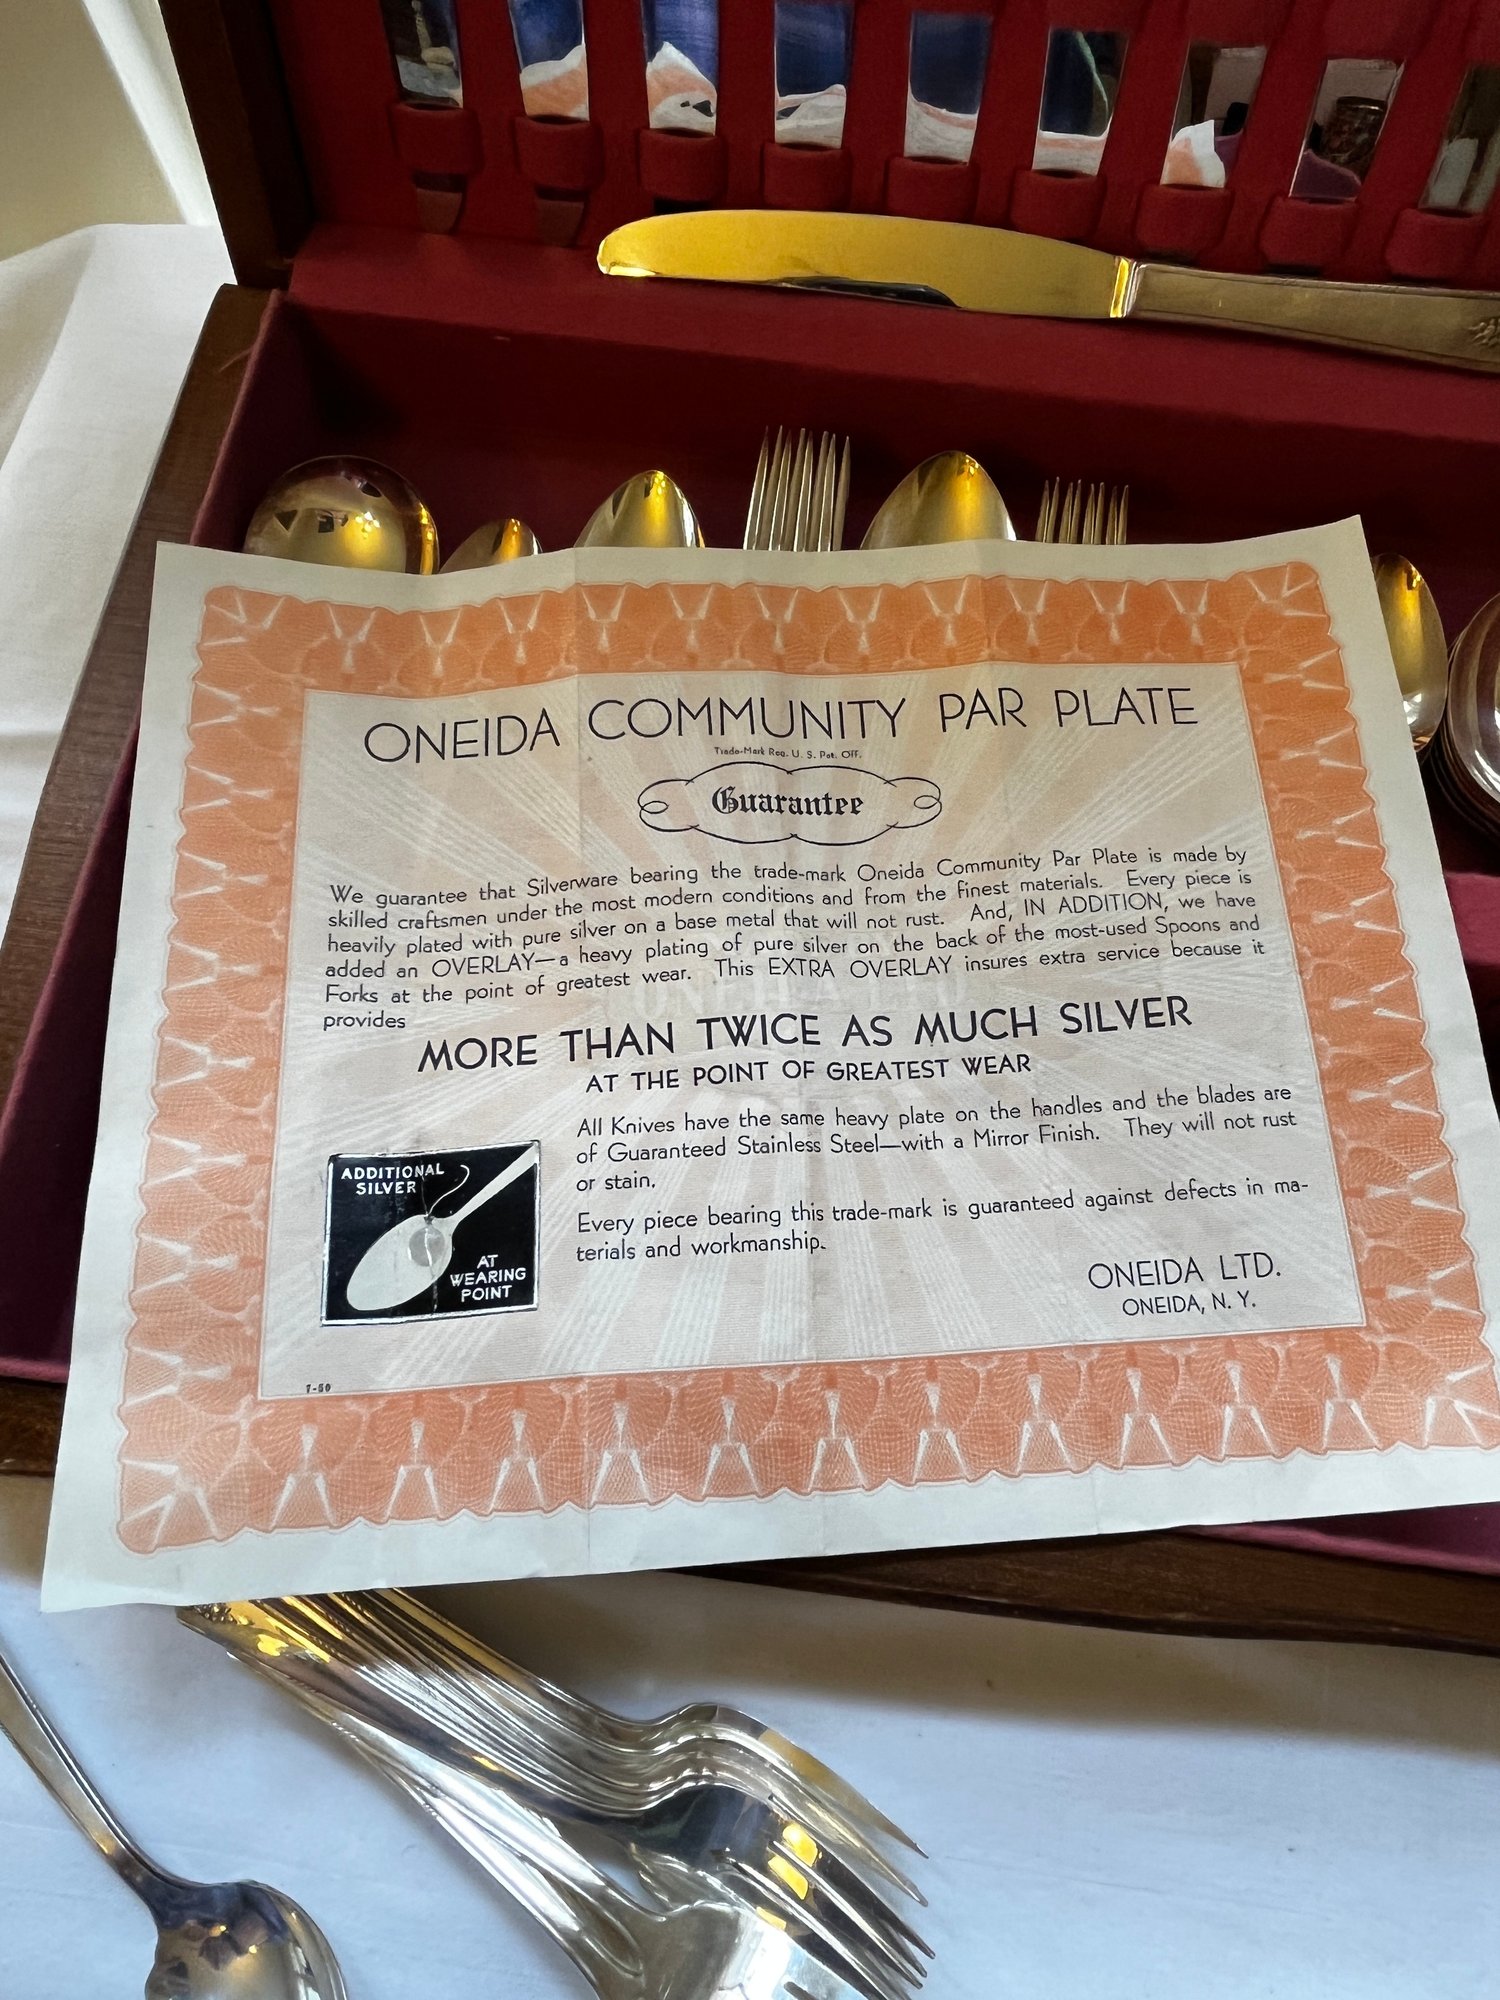 ONEIDA COMMUNITY PAR PLATE
Trade-Mark Reg. U. S. Pat. Off.
Guarantee
We guarantee that Silverware bearing the trade-mark Oneida Community Par Plate is made by
skilled craftsmen under the most modern conditions and from the finest materials. Every piece is
heavily plated with pure silver on a base metal that will not rust. And, IN ADDITION, we have
added an OVERLAY—a heavy plating of pure silver on the back of the most-used Spoons and
Forks at the point of greatest wear. This EXTRA OVERLAY insures extra service because it
provides
MORE THAN TWICE AS MUCH SILVER
AT THE POINT OF GREATEST WEAR
All Knives have the same heavy plate on the handles and the blades are
of Guaranteed Stainless Steel—with a Mirror Finish. They will not rust
or stain.
Every piece bearing this trade-mark is guaranteed against defects in ma-
terials and workmanship.
ADDITIONAL
SILVER
AT
WEARING
POINT
ONEIDA LTD.
ONEIDA, N. Y.
7-50